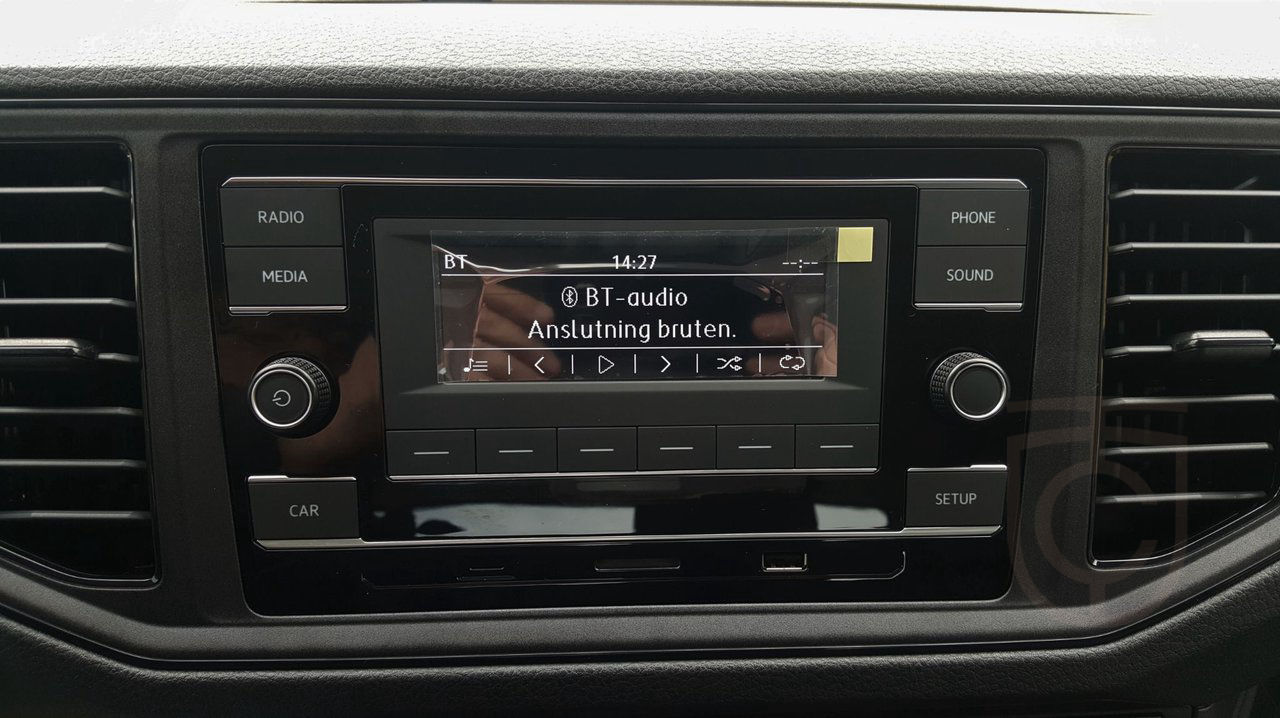 RADIO
PHONE
MEDIA
SOUND
BT 14:27 --:--
BT-audio
Anslutning bruten.
CAR
SETUP